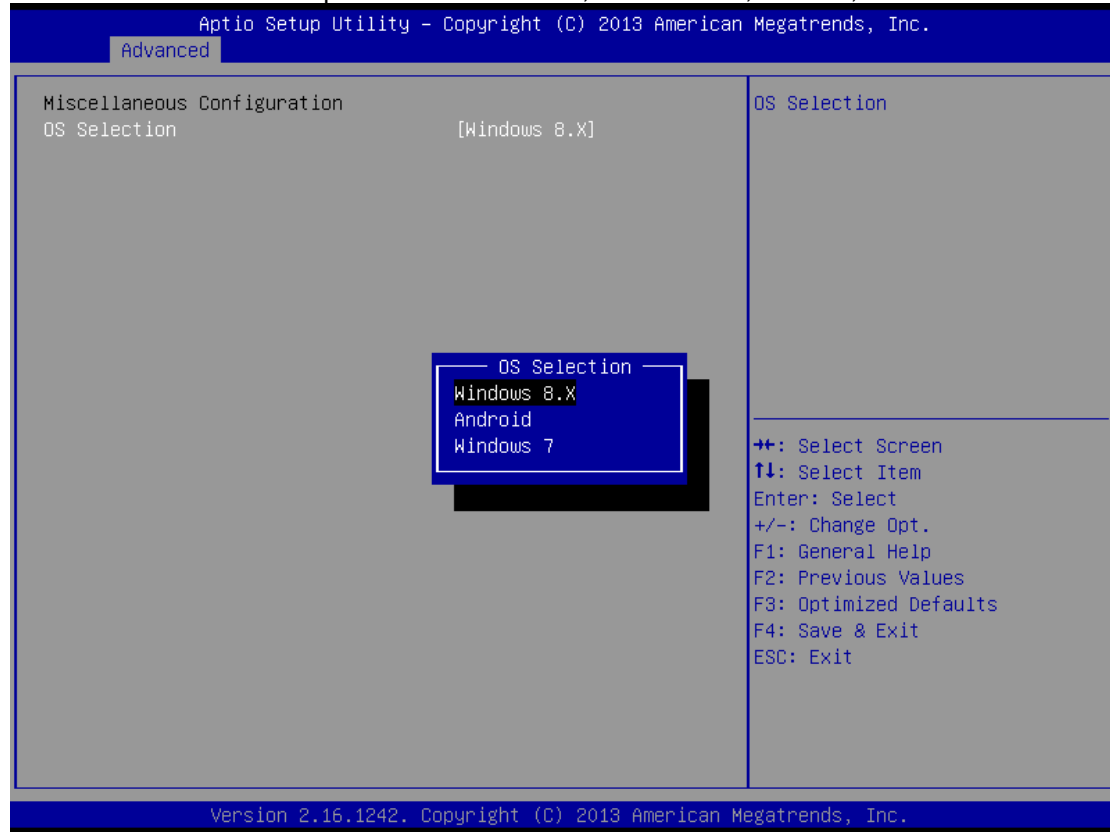 Aptio Setup Utility – Copyright (C) 2013 American Megatrends, Inc.
Advanced
Miscellaneous Configuration
OS Selection [Windows 8.X]
OS Selection
OS Selection
Windows 8.X
Android
Windows 7
→←: Select Screen
↑↓: Select Item
Enter: Select
+/-: Change Opt.
F1: General Help
F2: Previous Values
F3: Optimized Defaults
F4: Save & Exit
ESC: Exit
Version 2.16.1242. Copyright (C) 2013 American Megatrends, Inc.